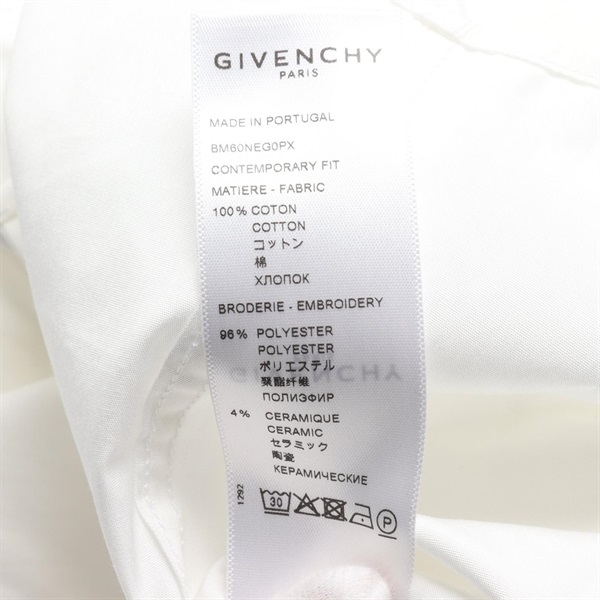 GIVENCHY
PARIS
MADE IN PORTUGAL
BM60NEG0PX
CONTEMPORARY FIT
MATIERE - FABRIC
100% COTON
COTTON
コットン
棉
ХЛОПОК
BRODERIE - EMBROIDERY
96% POLYESTER
POLYESTER
ポリエステル
聚酯纤维
ПОЛИЭФИР
4% CERAMIQUE
CERAMIC
セラミック
陶瓷
КЕРАМИЧЕСКИЕ
1292
30
P
GIVENCHY